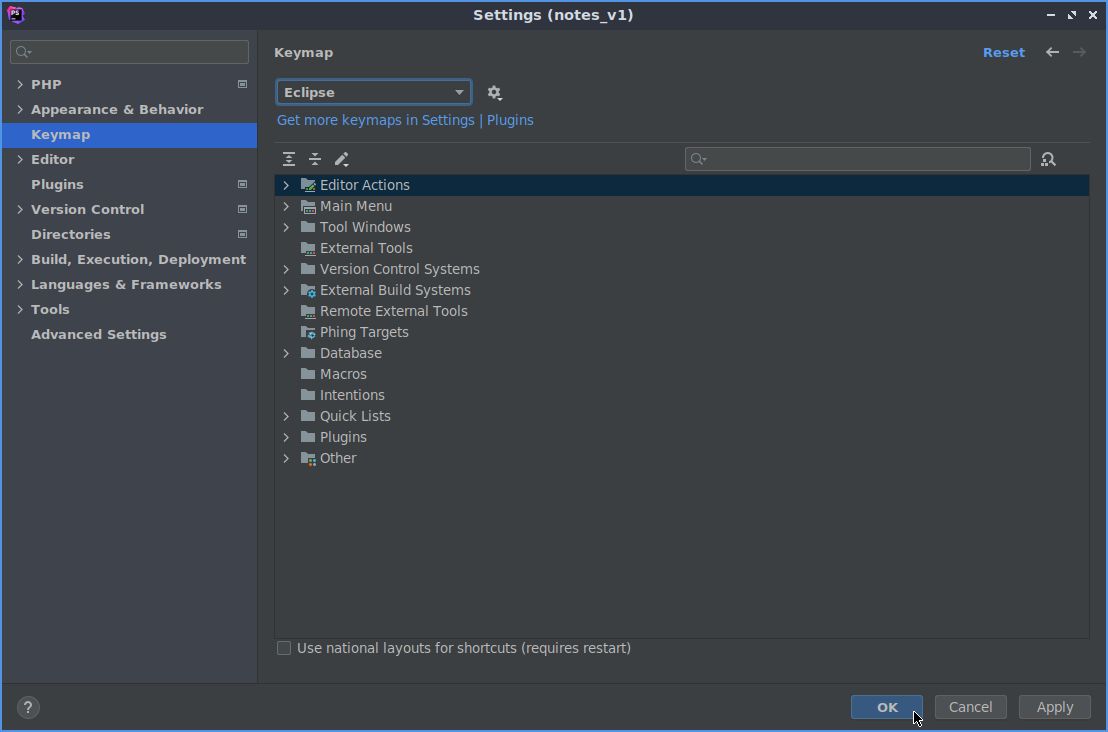 PS
Settings (notes_v1)
PHP
Appearance & Behavior
Keymap
Editor
Plugins
Version Control
Directories
Build, Execution, Deployment
Languages & Frameworks
Tools
Advanced Settings
Keymap
Reset
Eclipse
Get more keymaps in Settings | Plugins
Editor Actions
Main Menu
Tool Windows
External Tools
Version Control Systems
External Build Systems
Remote External Tools
Phing Targets
Database
Macros
Intentions
Quick Lists
Plugins
Other
Use national layouts for shortcuts (requires restart)
?
OK
Cancel
Apply